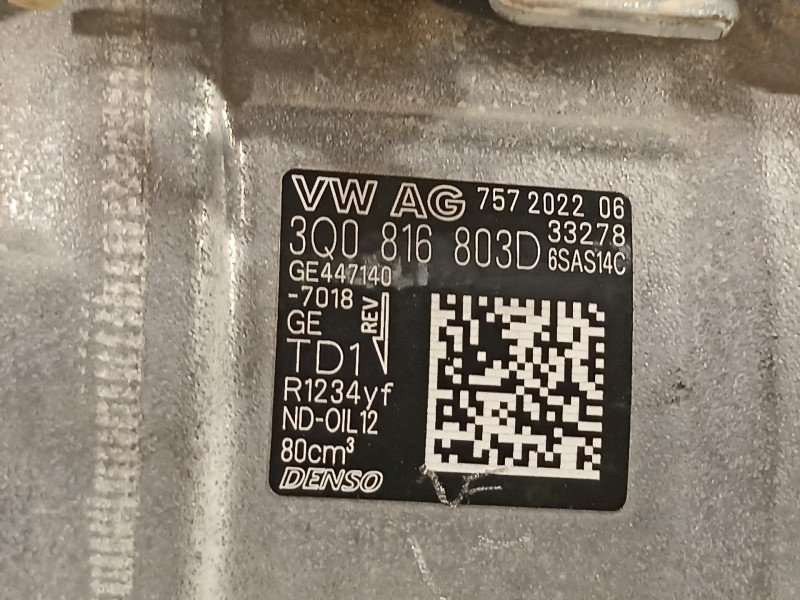 VW AG 757 2022 06
3Q0 816 803D 33278
6SAS14C
GE447140
-7018
GE
REV
TD1
R1234yf
ND-OIL12
80cm³
DENSO